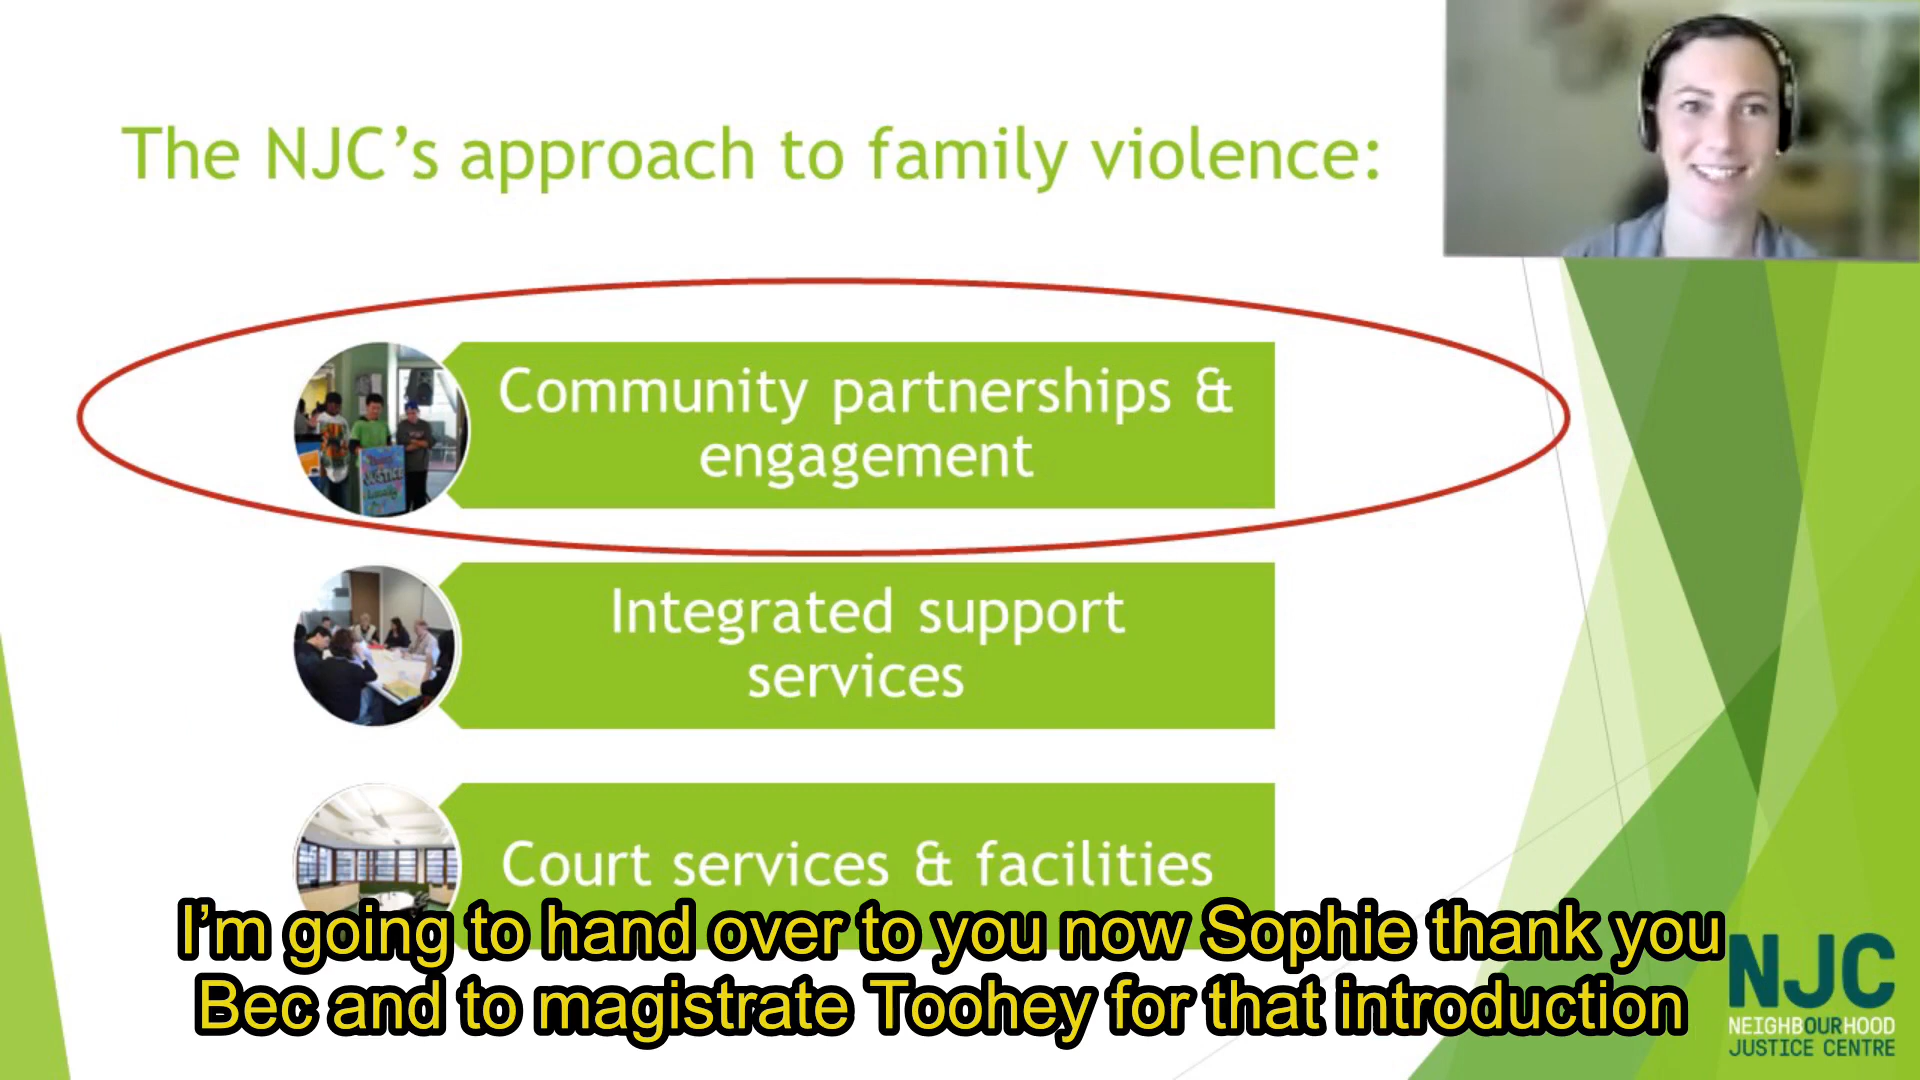 The NJC's approach to family violence:
Community partnerships &
engagement
JUSTICE
Integrated support
services
Court services & facilities
I'm going to hand over to you now Sophie thank you
Bec and to magistrate Toohey for that introduction
NJC
NEIGHBOURHOOD
JUSTICE CENTRE